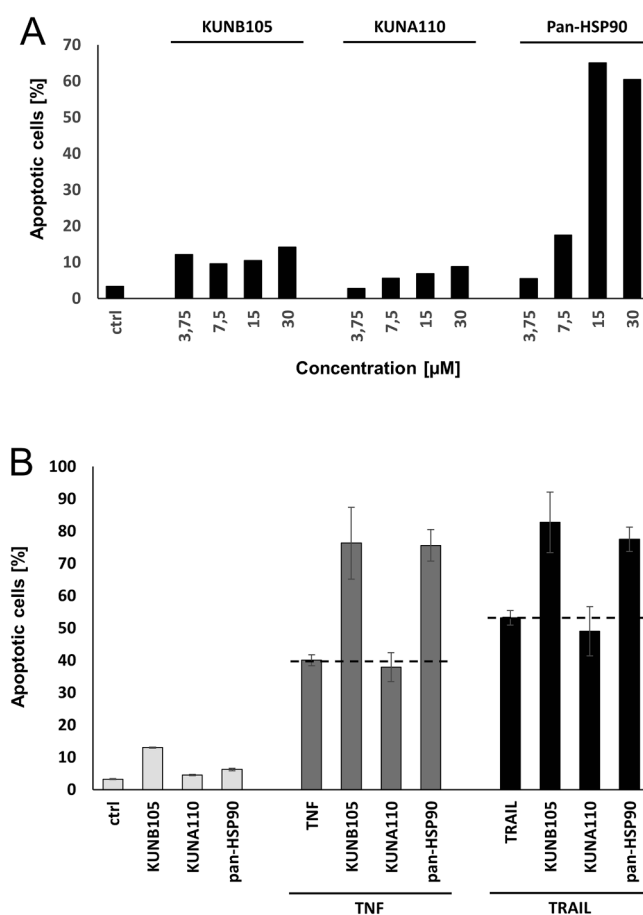 A
KUNB105 KUNA110 Pan-HSP90
Apoptotic cells [%]
70
60
50
40
30
20
10
0
ctrl 3,75 7,5 15 30 3,75 7,5 15 30 3,75 7,5 15 30
Concentration [µM]
B
Apoptotic cells [%]
100
90
80
70
60
50
40
30
20
10
0
ctrl KUNB105 KUNA110 pan-HSP90 TNF KUNB105 KUNA110 pan-HSP90 TRAIL KUNB105 KUNA110 pan-HSP90
TNF TRAIL